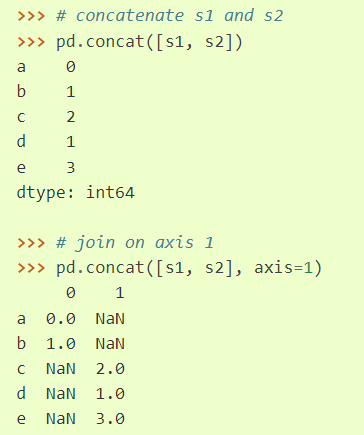 >>> # concatenate s1 and s2
>>> pd.concat([s1, s2])
a    0
b    1
c    2
d    1
e    3
dtype: int64

>>> # join on axis 1
>>> pd.concat([s1, s2], axis=1)
     0    1
a  0.0  NaN
b  1.0  NaN
c  NaN  2.0
d  NaN  1.0
e  NaN  3.0